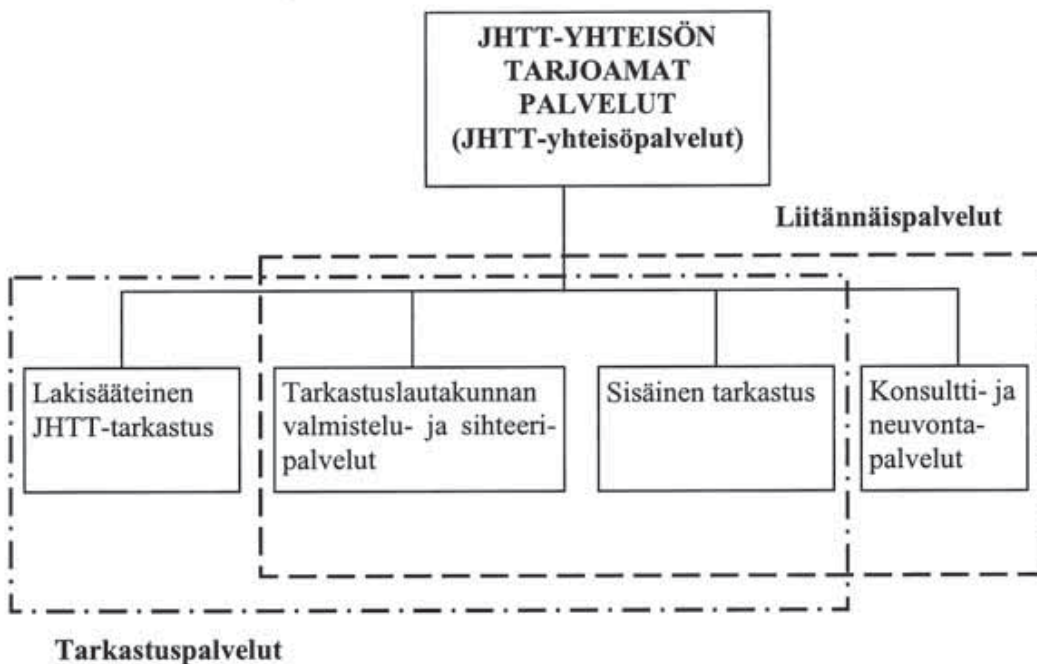 JHTT-YHTEISÖN
TARJOAMAT
PALVELUT
(JHTT-yhteisöpalvelut)
Liitännäispalvelut
Lakisääteinen
JHTT-tarkastus
Tarkastuslautakunnan
valmistelu- ja sihteeri-
palvelut
Sisäinen tarkastus
Konsultti- ja
neuvonta-
palvelut
Tarkastuspalvelut